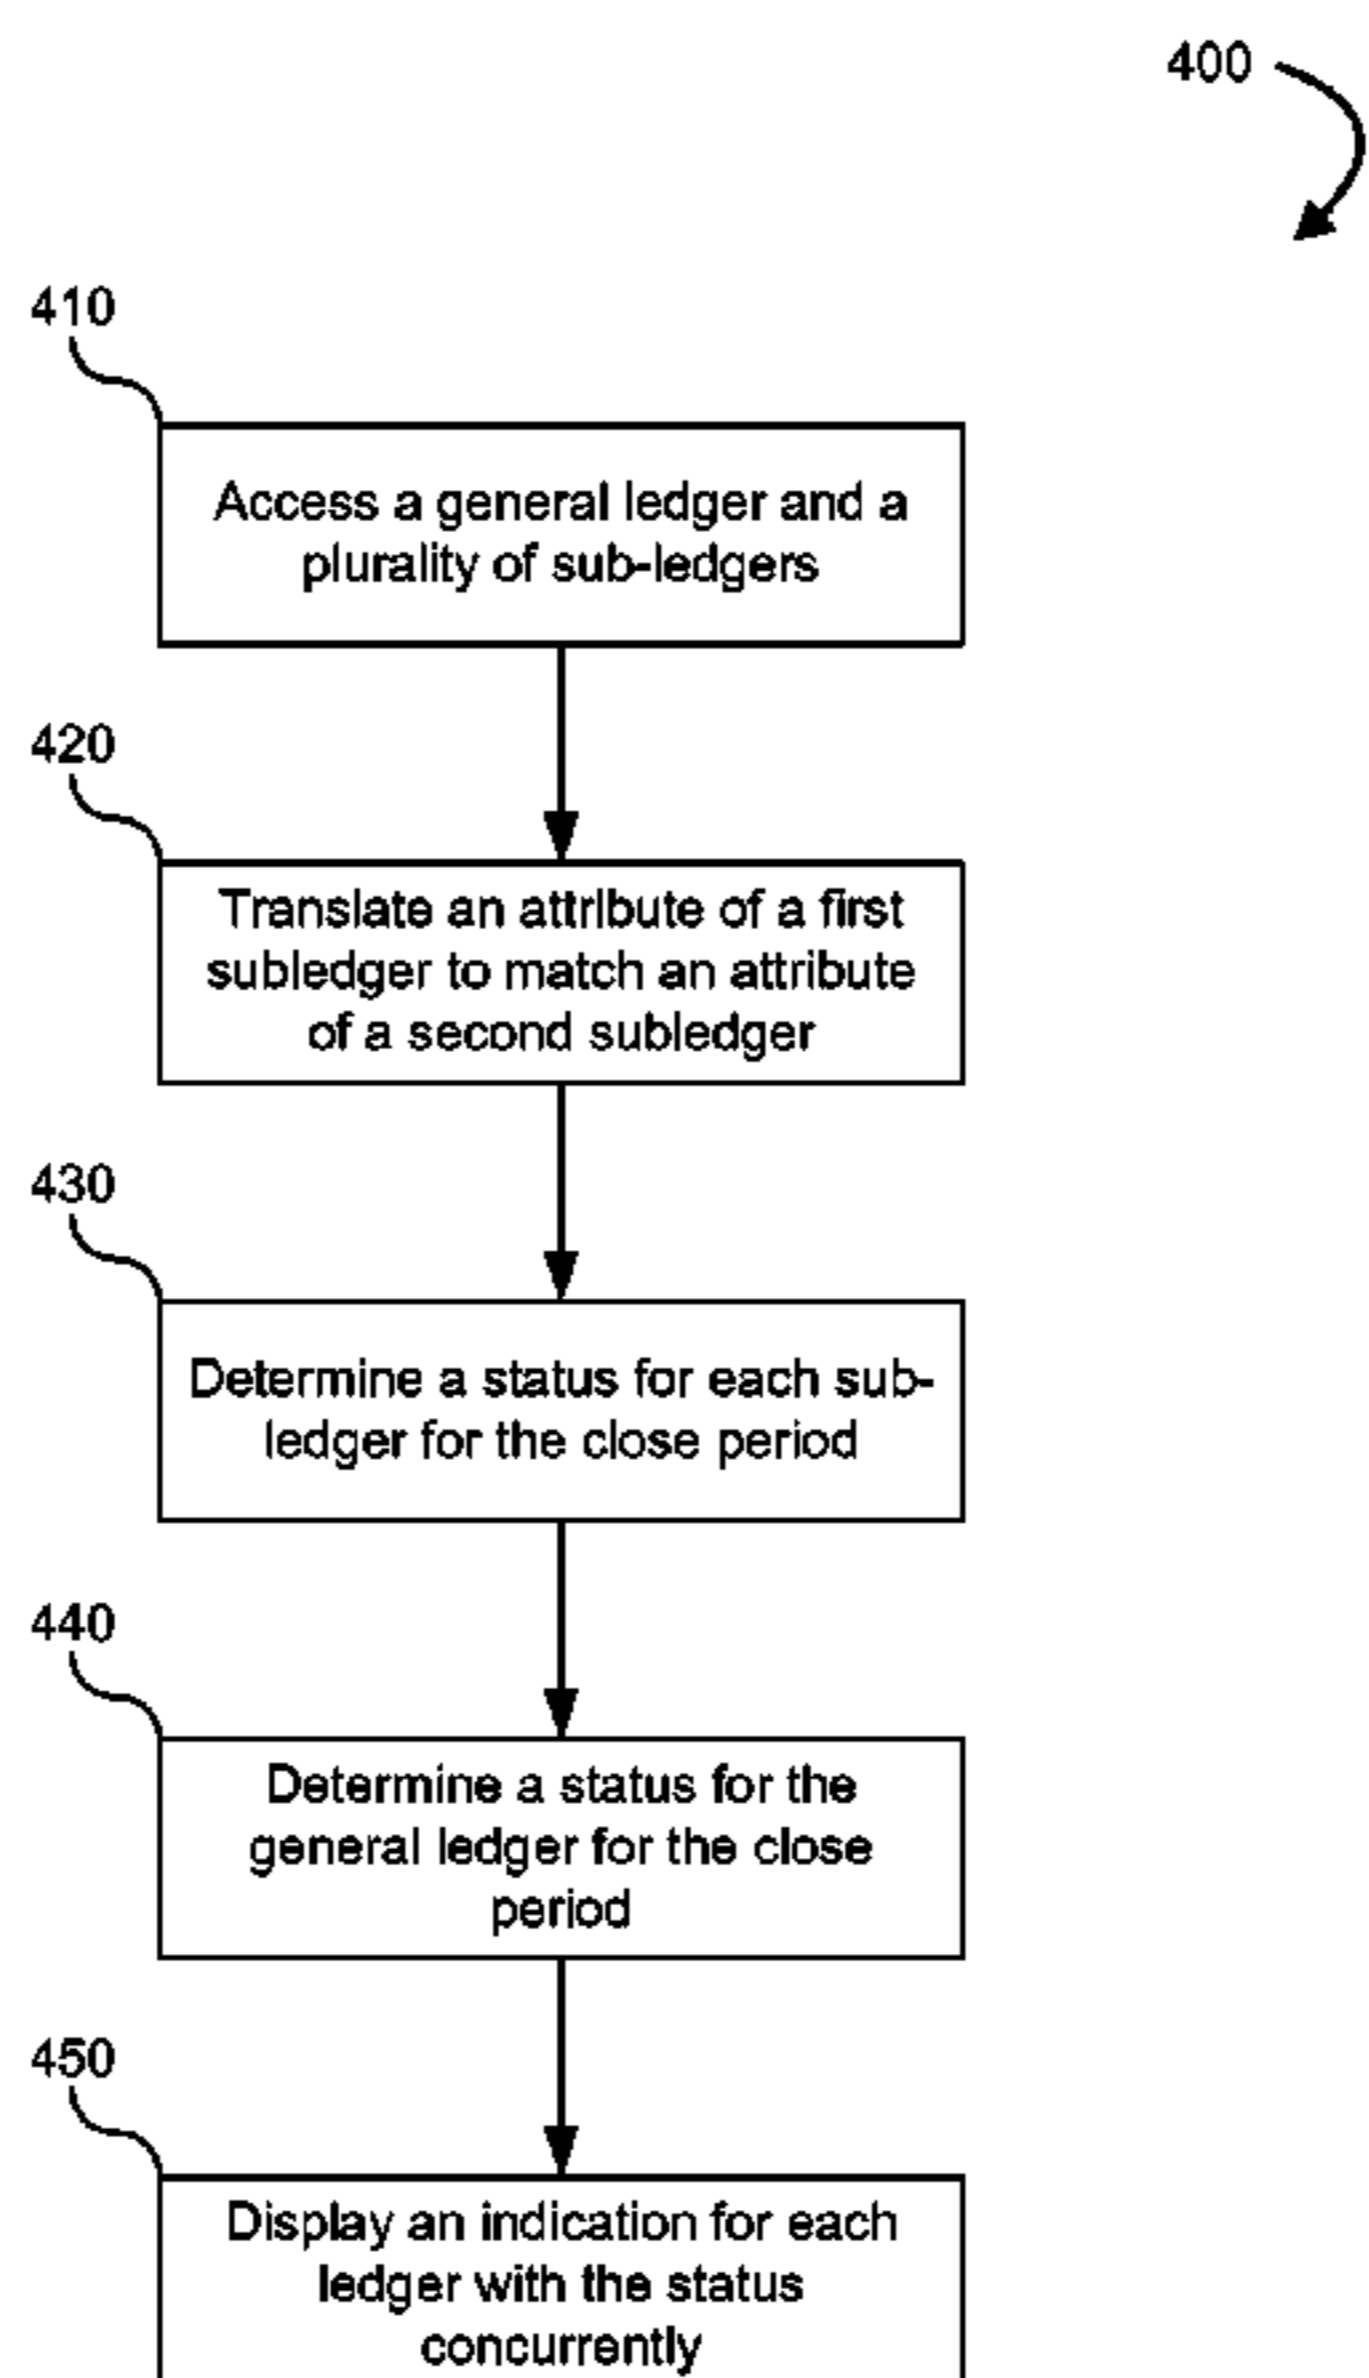 400
410
Access a general ledger and a
plurality of sub-ledgers
420
Translate an attribute of a first
subledger to match an attribute
of a second subledger
430
Determine a status for each sub-
ledger for the close period
440
Determine a status for the
general ledger for the close
period
450
Display an indication for each
ledger with the status
concurrently